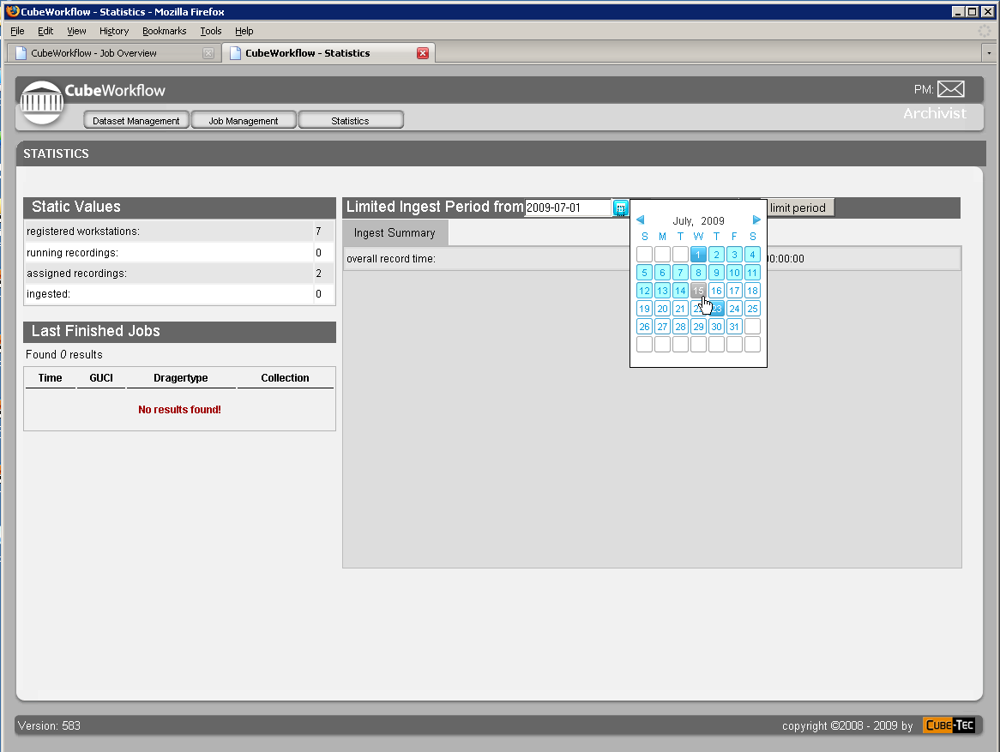 CubeWorkflow - Statistics - Mozilla Firefox
File Edit View History Bookmarks Tools Help
CubeWorkflow - Job Overview CubeWorkflow - Statistics
CubeWorkflow PM:
Archivist
Dataset Management Job Management Statistics
STATISTICS
Static Values
registered workstations: 7
running recordings: 0
assigned recordings: 2
ingested: 0
Last Finished Jobs
Found 0 results
Time GUCI Dragertype Collection
No results found!
Limited Ingest Period from 2009-07-01 limit period
Ingest Summary
overall record time: 00:00:00
July, 2009
S M T W T F S
1 2 3 4
5 6 7 8 9 10 11
12 13 14 15 16 17 18
19 20 21 22 23 24 25
26 27 28 29 30 31
Version: 583
copyright ©2008 - 2009 by CUBE-TEC